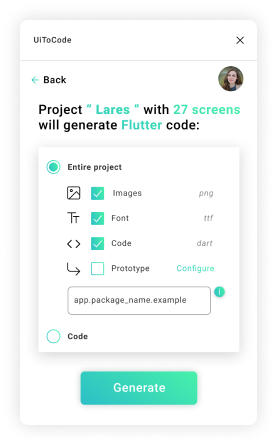 UiToCode
Back
Project “ Lares ” with 27 screens
will generate Flutter code:
Entire project
Images png
Font ttf
Code dart
Prototype Configure
app.package_name.example
Code
Generate